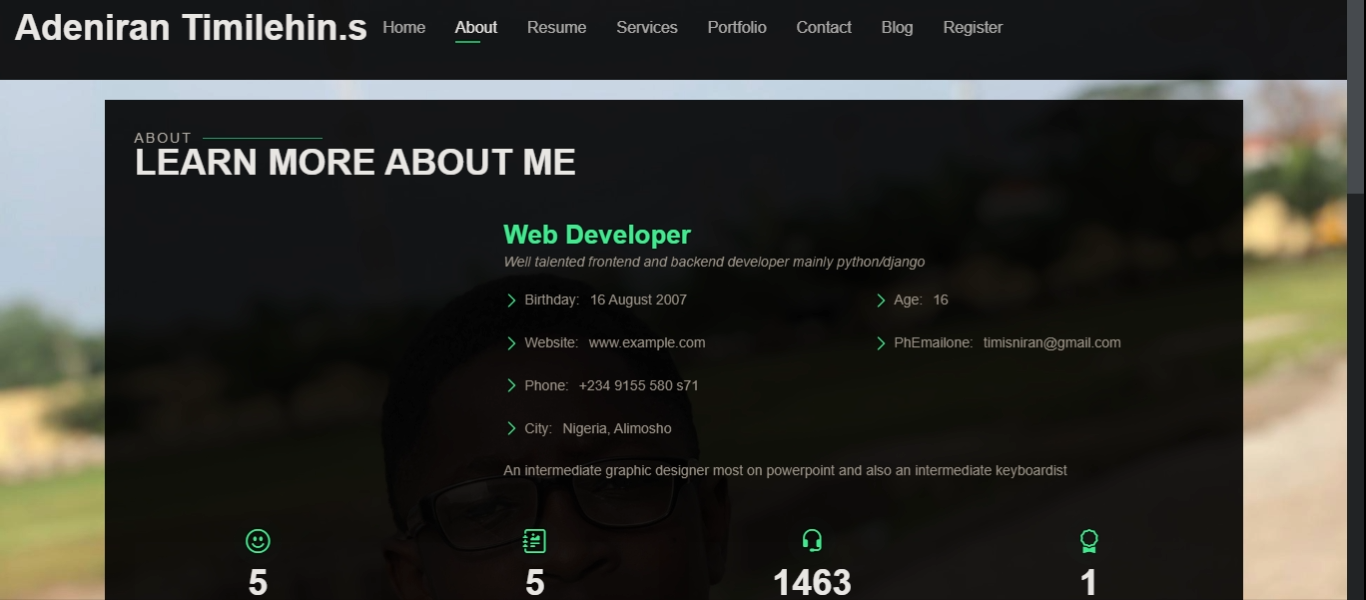 Adeniran Timilehin.s Home About Resume Services Portfolio Contact Blog Register
ABOUT
LEARN MORE ABOUT ME
Web Developer
Well talented frontend and backend developer mainly python/django
Birthday: 16 August 2007 Age: 16
Website: www.example.com PhEmailone: timisniran@gmail.com
Phone: +234 9155 580 s71
City: Nigeria, Alimosho
An intermediate graphic designer most on powerpoint and also an intermediate keyboardist
5 5 1463 1